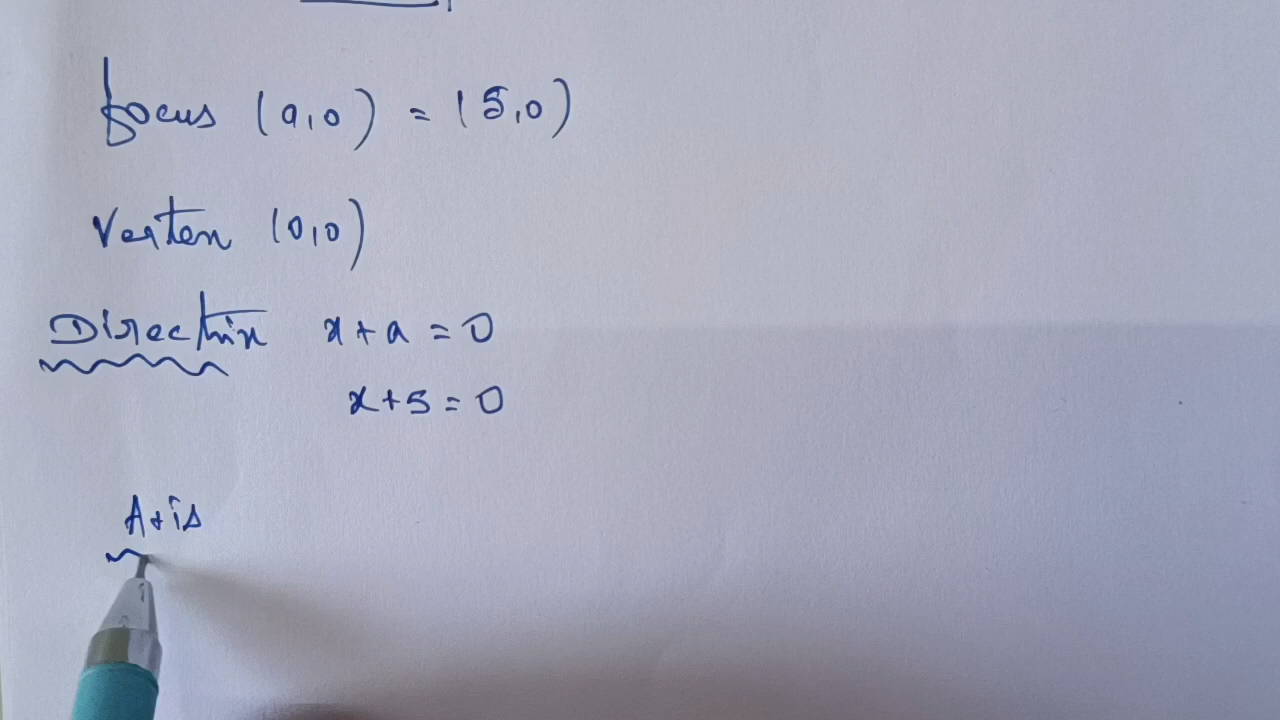 focus (a,0) = (5,0)
Vertex (0,0)
Directrix x+a=0
x+5=0
Axis